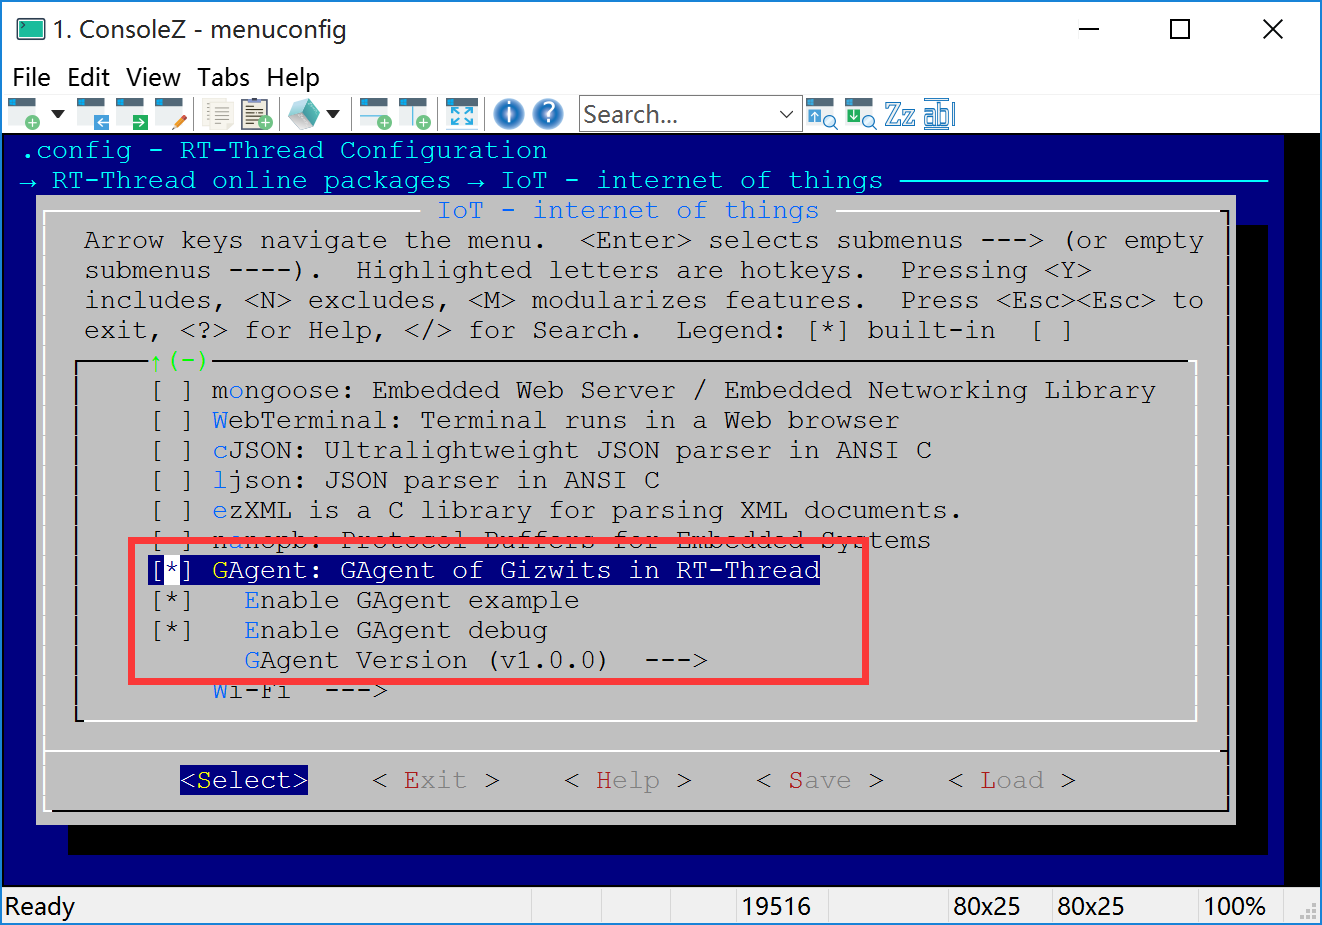 1. ConsoleZ - menuconfig
File Edit View Tabs Help
Search...
Zz ab
.config - RT-Thread Configuration
→ RT-Thread online packages → IoT - internet of things
IoT - internet of things
Arrow keys navigate the menu.  <Enter> selects submenus ---> (or empty
submenus ----).  Highlighted letters are hotkeys.  Pressing <Y>
includes, <N> excludes, <M> modularizes features.  Press <Esc><Esc> to
exit, <?> for Help, </> for Search.  Legend: [*] built-in  [ ]
↑(-)
[ ] mongoose: Embedded Web Server / Embedded Networking Library
[ ] WebTerminal: Terminal runs in a Web browser
[ ] cJSON: Ultralightweight JSON parser in ANSI C
[ ] ljson: JSON parser in ANSI C
[ ] ezXML is a C library for parsing XML documents.
[ ] nanopb: Protocol Buffers for Embedded Systems
[*] GAgent: GAgent of Gizwits in RT-Thread
[*]   Enable GAgent example
[*]   Enable GAgent debug
GAgent Version (v1.0.0)  --->
Wi-Fi  --->
<Select> < Exit > < Help > < Save > < Load >
Ready 19516 80x25 80x25 100%